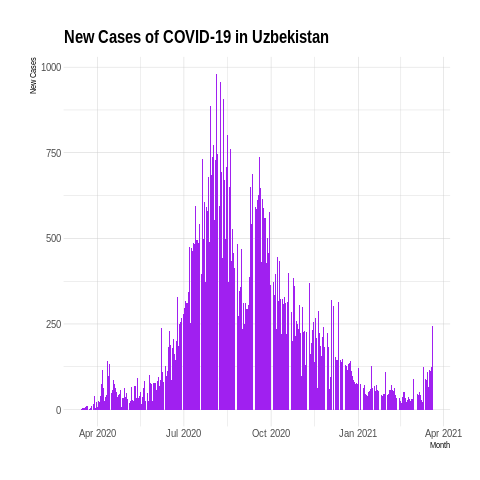 New Cases of COVID-19 in Uzbekistan
New Cases
1000
750
500
250
0
Apr 2020
Jul 2020
Oct 2020
Jan 2021
Apr 2021
Month